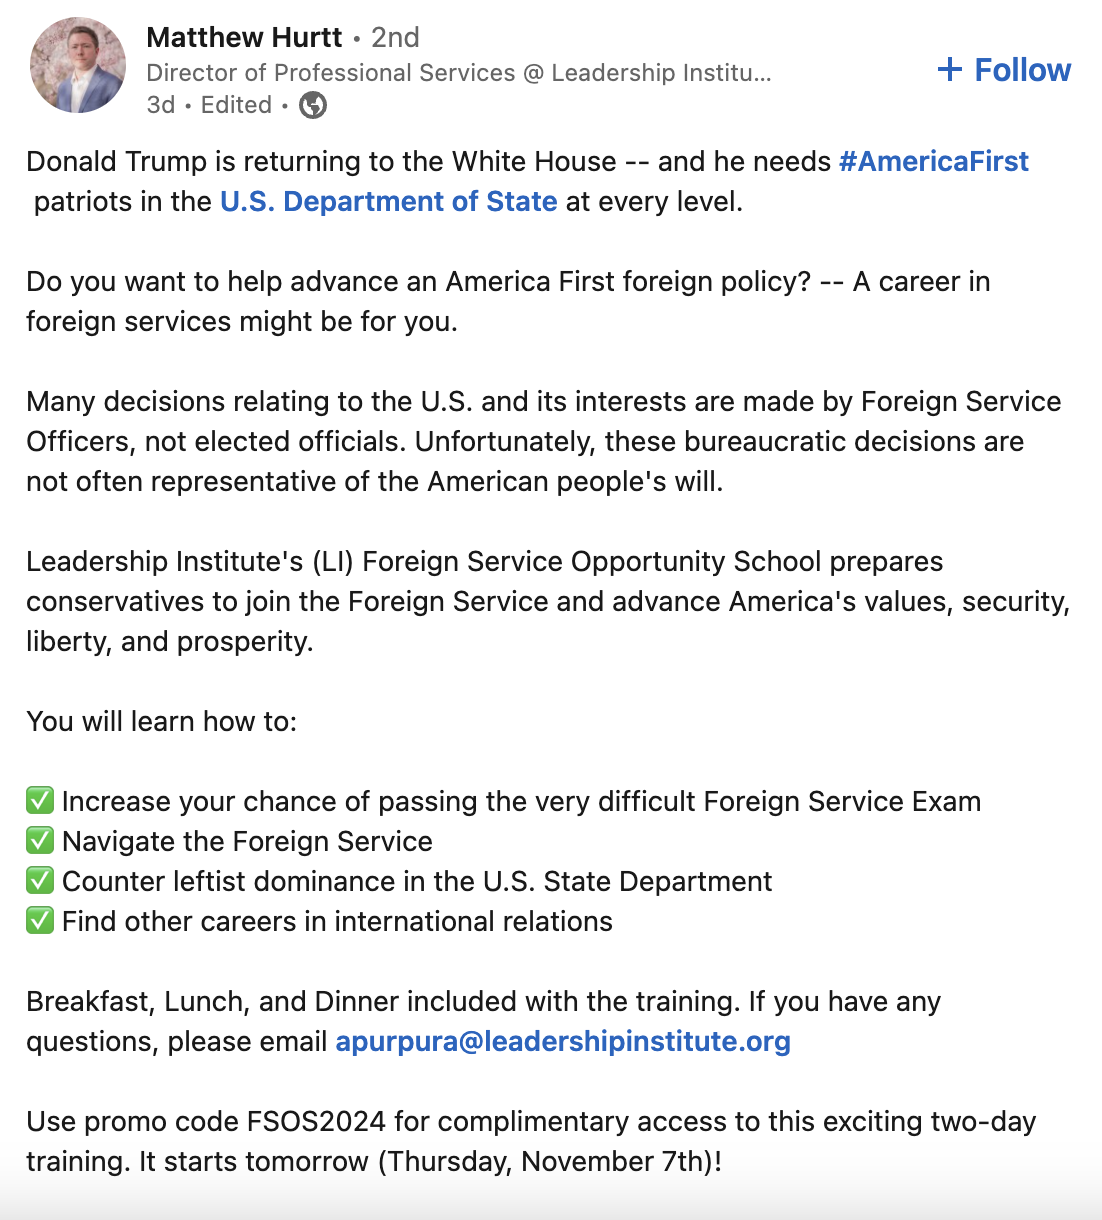 Matthew Hurtt • 2nd
Director of Professional Services @ Leadership Institu...
3d • Edited •
+ Follow
Donald Trump is returning to the White House -- and he needs #AmericaFirst
patriots in the U.S. Department of State at every level.
Do you want to help advance an America First foreign policy? -- A career in
foreign services might be for you.
Many decisions relating to the U.S. and its interests are made by Foreign Service
Officers, not elected officials. Unfortunately, these bureaucratic decisions are
not often representative of the American people's will.
Leadership Institute's (LI) Foreign Service Opportunity School prepares
conservatives to join the Foreign Service and advance America's values, security,
liberty, and prosperity.
You will learn how to:
✅ Increase your chance of passing the very difficult Foreign Service Exam
✅ Navigate the Foreign Service
✅ Counter leftist dominance in the U.S. State Department
✅ Find other careers in international relations
Breakfast, Lunch, and Dinner included with the training. If you have any
questions, please email apurpura@leadershipinstitute.org
Use promo code FSOS2024 for complimentary access to this exciting two-day
training. It starts tomorrow (Thursday, November 7th)!